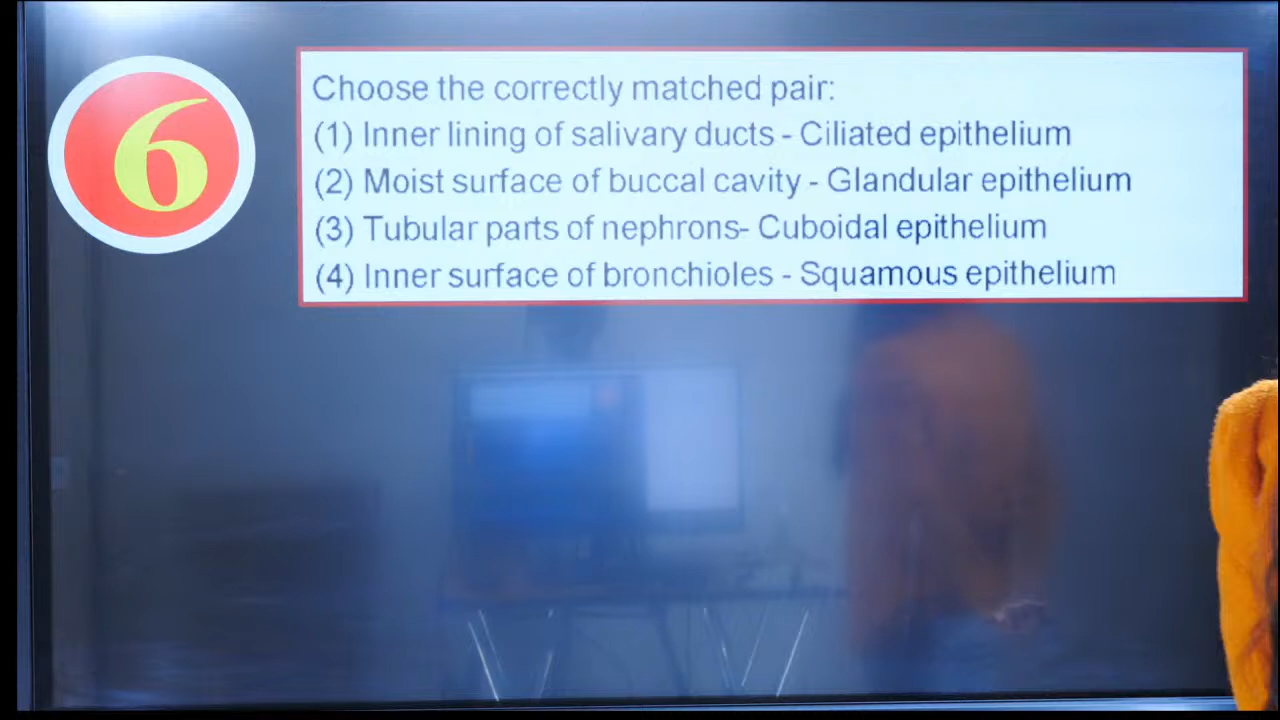 6
Choose the correctly matched pair:
(1) Inner lining of salivary ducts - Ciliated epithelium
(2) Moist surface of buccal cavity - Glandular epithelium
(3) Tubular parts of nephrons- Cuboidal epithelium
(4) Inner surface of bronchioles - Squamous epithelium